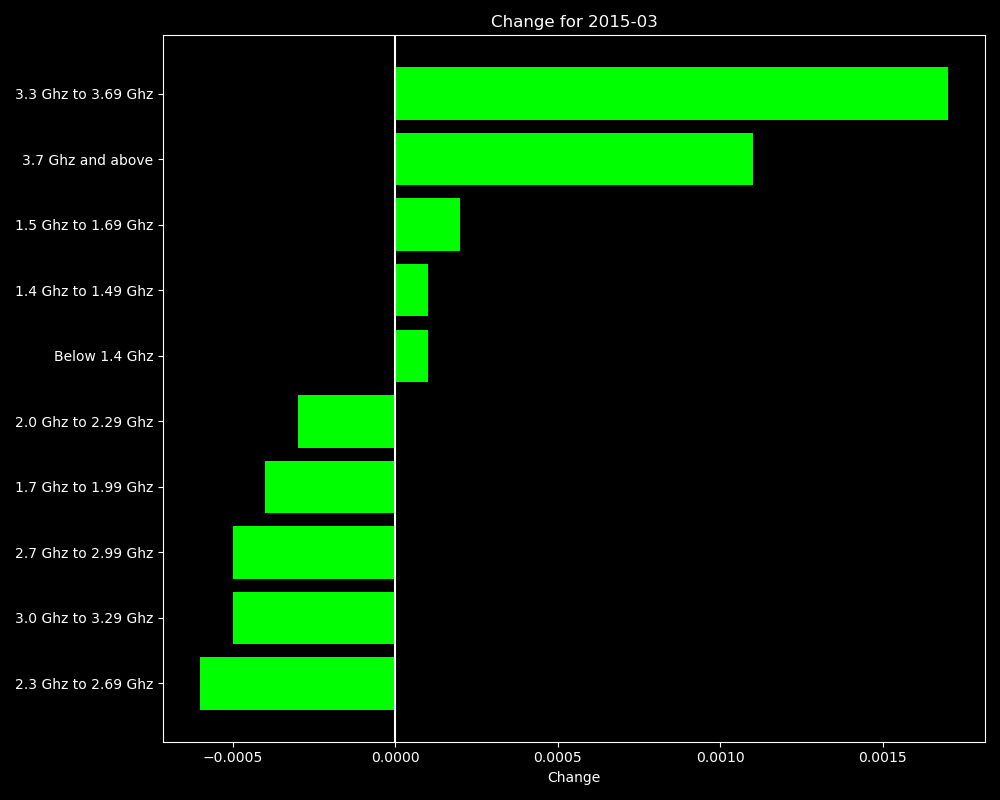 Change for 2015-03
3.3 Ghz to 3.69 Ghz
3.7 Ghz and above
1.5 Ghz to 1.69 Ghz
1.4 Ghz to 1.49 Ghz
Below 1.4 Ghz
2.0 Ghz to 2.29 Ghz
1.7 Ghz to 1.99 Ghz
2.7 Ghz to 2.99 Ghz
3.0 Ghz to 3.29 Ghz
2.3 Ghz to 2.69 Ghz
−0.0005 0.0000 0.0005 0.0010 0.0015
Change